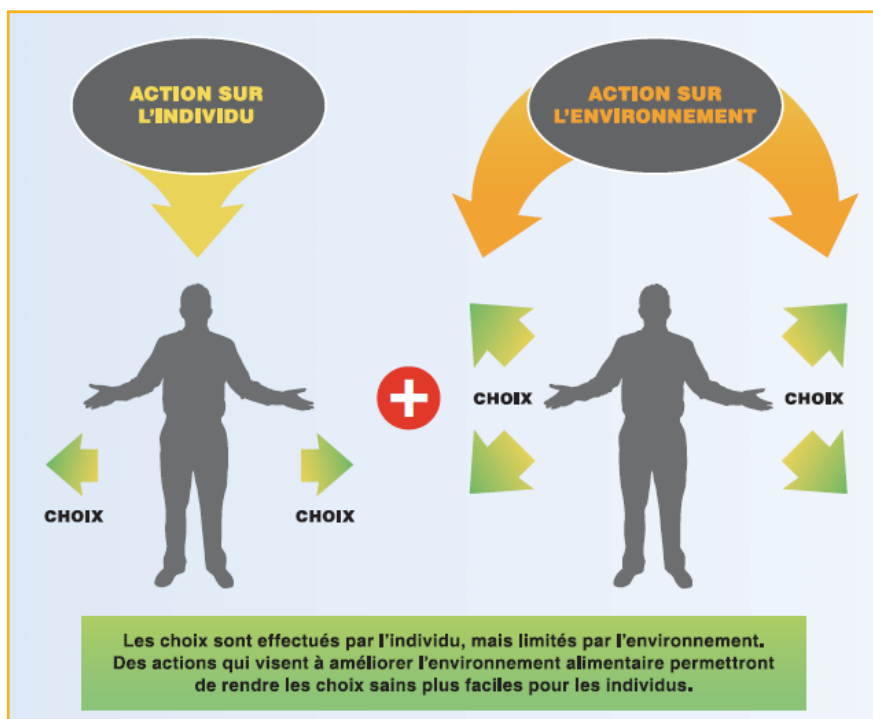 ACTION SUR
L'INDIVIDU
ACTION SUR
L'ENVIRONNEMENT
CHOIX
CHOIX
CHOIX
CHOIX
Les choix sont effectués par l'individu, mais limités par l'environnement.
Des actions qui visent à améliorer l'environnement alimentaire permettront
de rendre les choix sains plus faciles pour les individus.